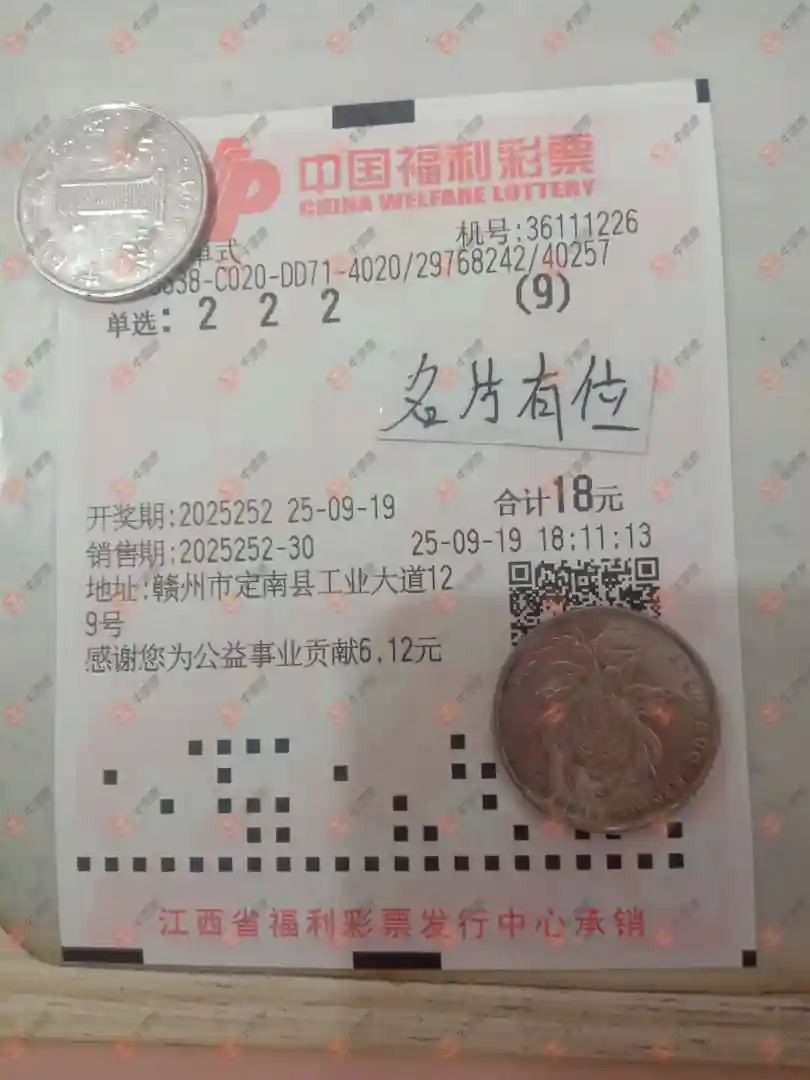 中国福利彩票
CHINA WELFARE LOTTERY
机号:36111226
单式
38-C020-DD71-4020/29768242/40257
单选: 2 2 2 (9)
名片有位
开奖期:2025252 25-09-19 合计18元
销售期:2025252-30 25-09-19 18:11:13
地址:赣州市定南县工业大道12
9号
感谢您为公益事业贡献6.12元
江西省福利彩票发行中心承销